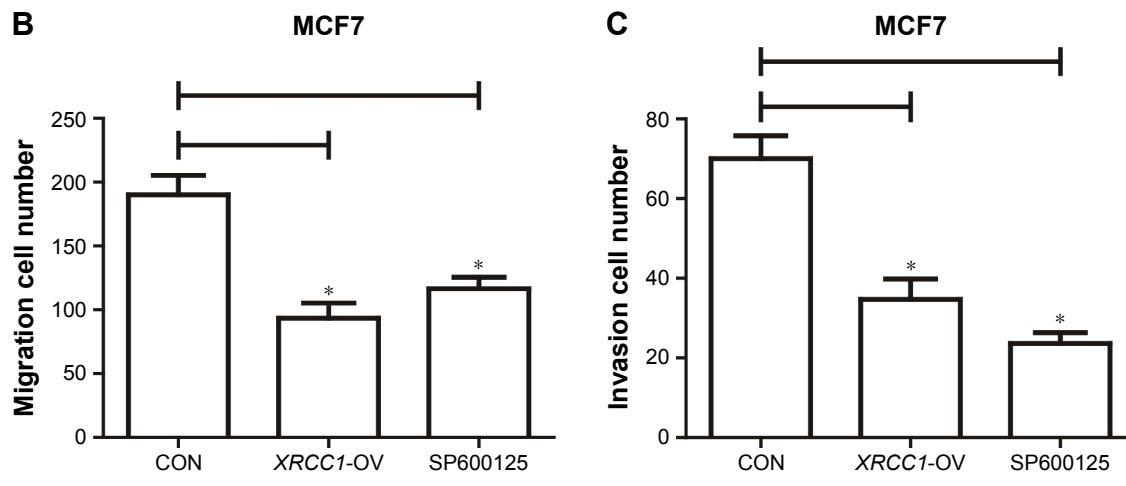 B
MCF7
Migration cell number
250
200
150
100
50
0
*
*
CON
XRCC1-OV
SP600125
C
MCF7
Invasion cell number
80
60
40
20
0
*
*
CON
XRCC1-OV
SP600125